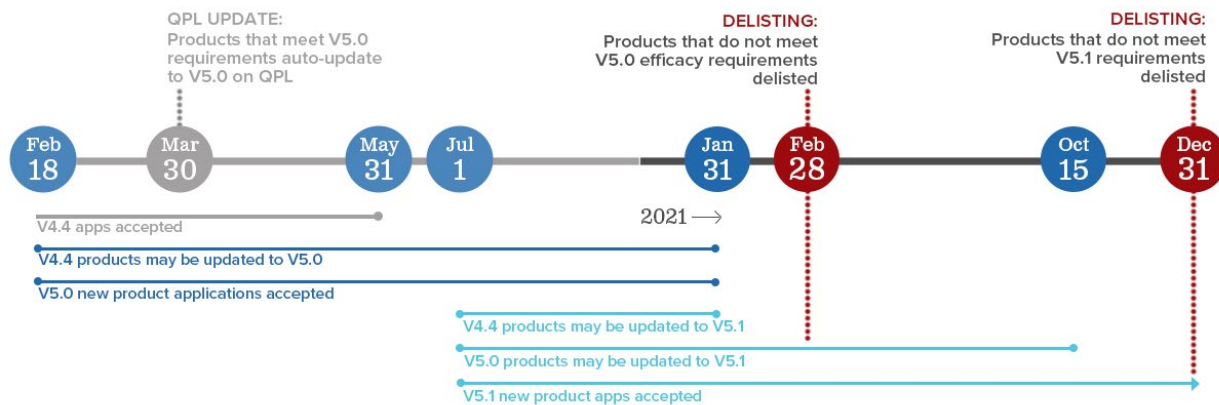 QPL UPDATE:
Products that meet V5.0
requirements auto-update
to V5.0 on QPL
DELISTING:
Products that do not meet
V5.0 efficacy requirements
delisted
DELISTING:
Products that do not meet
V5.1 requirements
delisted
Feb
18
Mar
30
May
31
Jul
1
Jan
31
Feb
28
Oct
15
Dec
31
2021
V4.4 apps accepted
V4.4 products may be updated to V5.0
V5.0 new product applications accepted
V4.4 products may be updated to V5.1
V5.0 products may be updated to V5.1
V5.1 new product apps accepted